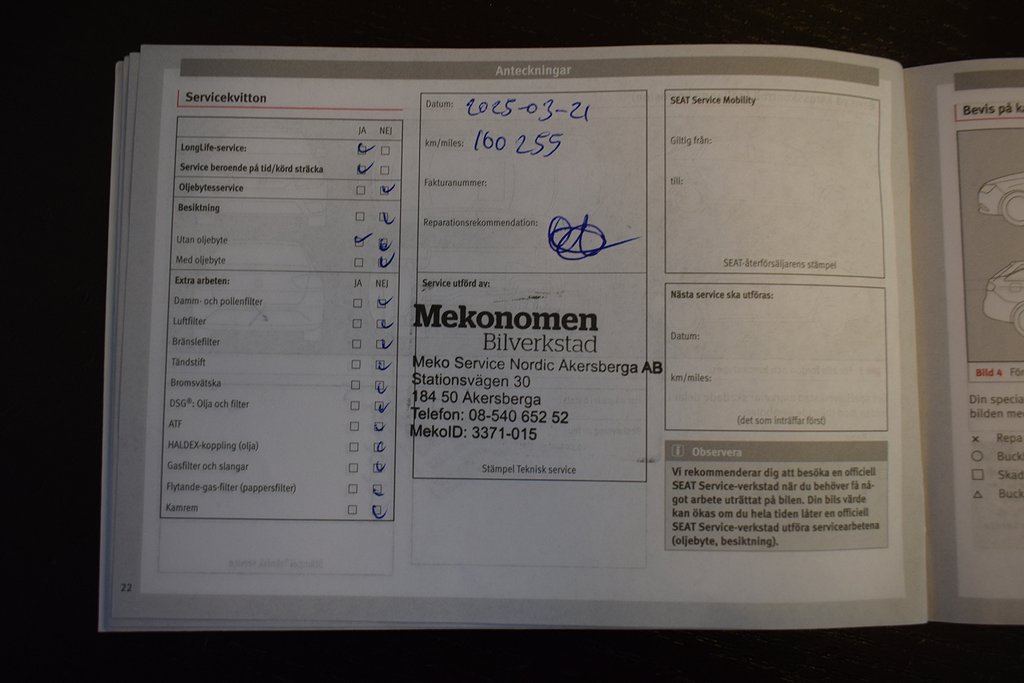 Anteckningar
Servicekvitton
JA NEJ
LongLife-service:
Service beroende på tid/körd sträcka
Oljebytesservice
Besiktning
Utan oljebyte
Med oljebyte
Extra arbeten: JA NEJ
Damm- och pollenfilter
Luftfilter
Bränslefilter
Tändstift
Bromsvätska
DSG®: Olja och filter
ATF
HALDEX-koppling (olja)
Gasfilter och slangar
Flytande-gas-filter (pappersfilter)
Kamrem
22
Datum: 2025-03-21
km/miles: 160 255
Fakturanummer:
Reparationsrekommendation:
Service utförd av:
Mekonomen
Bilverkstad
Meko Service Nordic Akersberga AB
Stationsvägen 30
184 50 Akersberga
Telefon: 08-540 652 52
MekoID: 3371-015
Stämpel Teknisk service
SEAT Service Mobility
Giltig från:
till:
SEAT-återförsäljarens stämpel
Nästa service ska utföras:
Datum:
km/miles:
(det som inträffar först)
Observera
Vi rekommenderar dig att besöka en officiell
SEAT Service-verkstad när du behöver få nå-
got arbete uträttat på bilen. Din bils värde
kan ökas om du hela tiden låter en officiell
SEAT Service-verkstad utföra servicearbetena
(oljebyte, besiktning).
Bevis på
Bild 4
Din
bilden